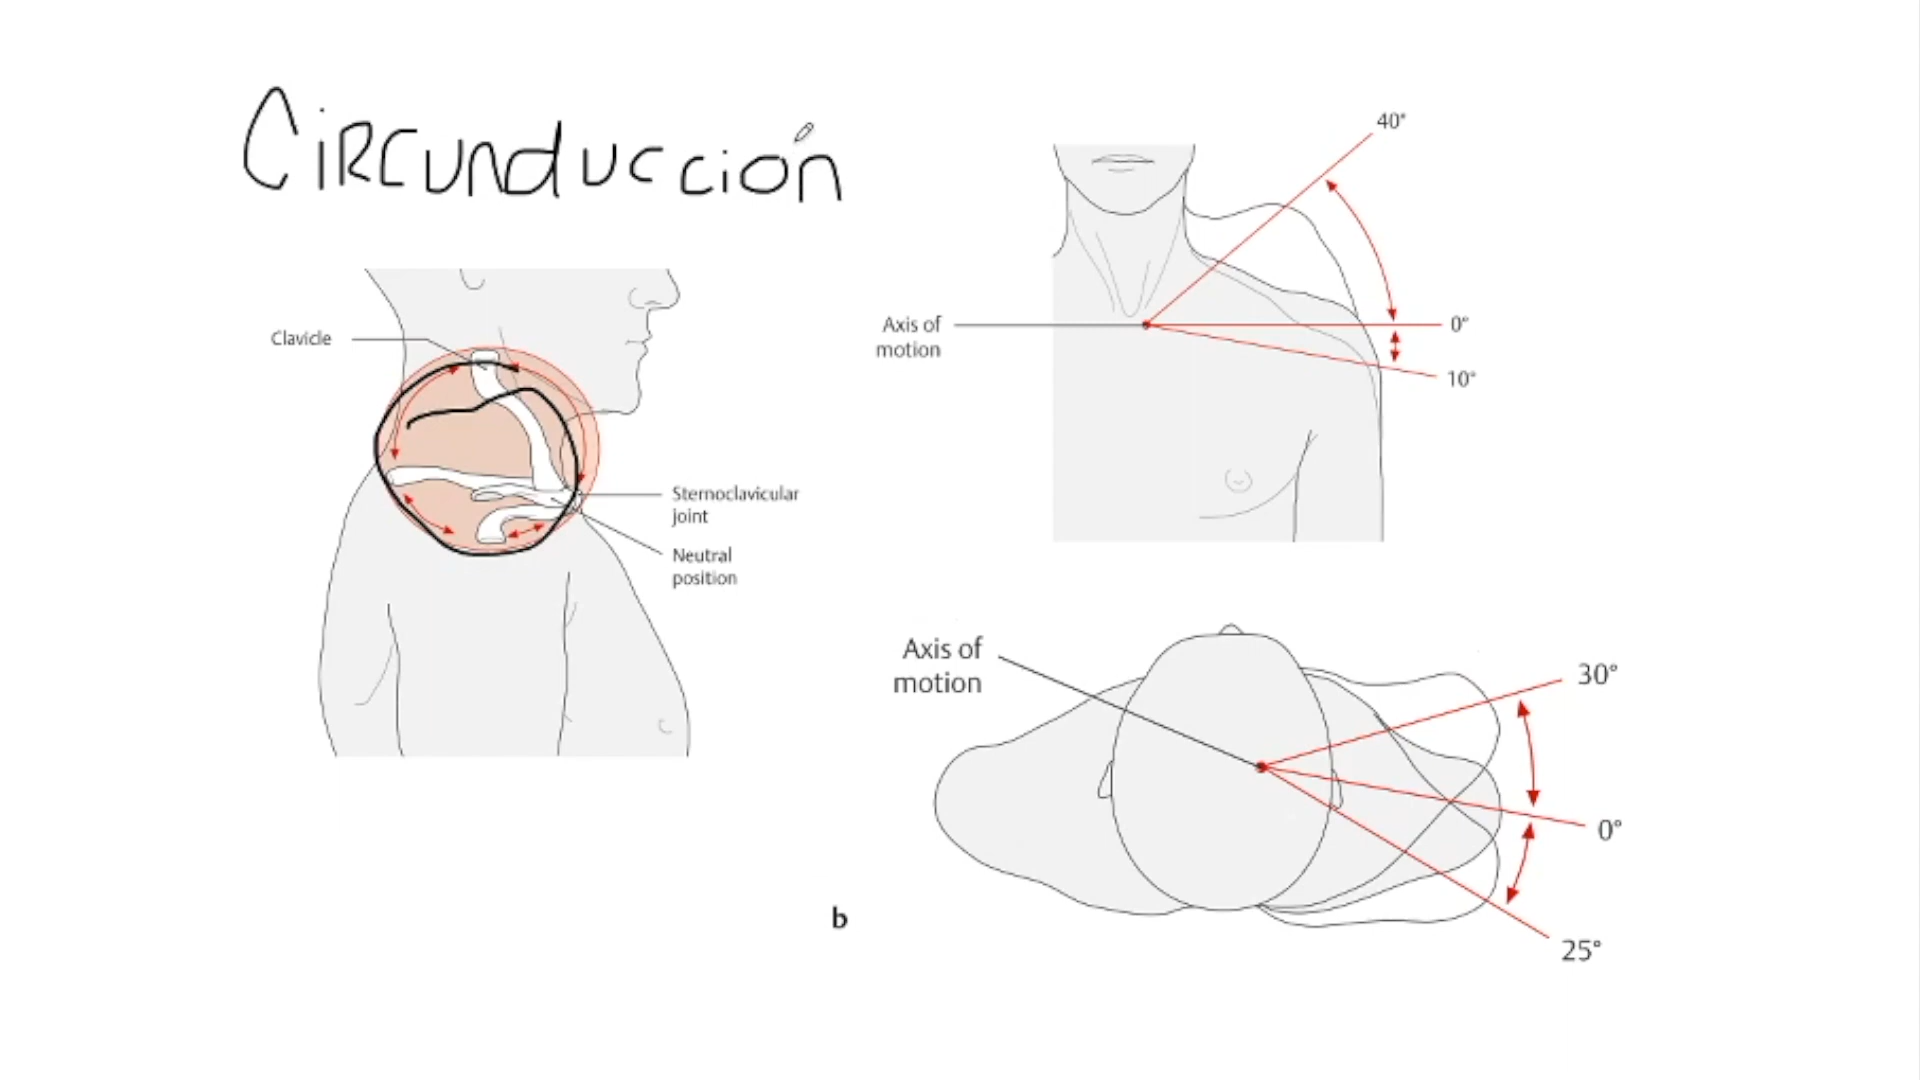 CiRCunducción
Clavicle
Sternoclavicular
joint
Neutral
position
40°
Axis of
motion
0°
10°
Axis of
motion
30°
0°
25°
b